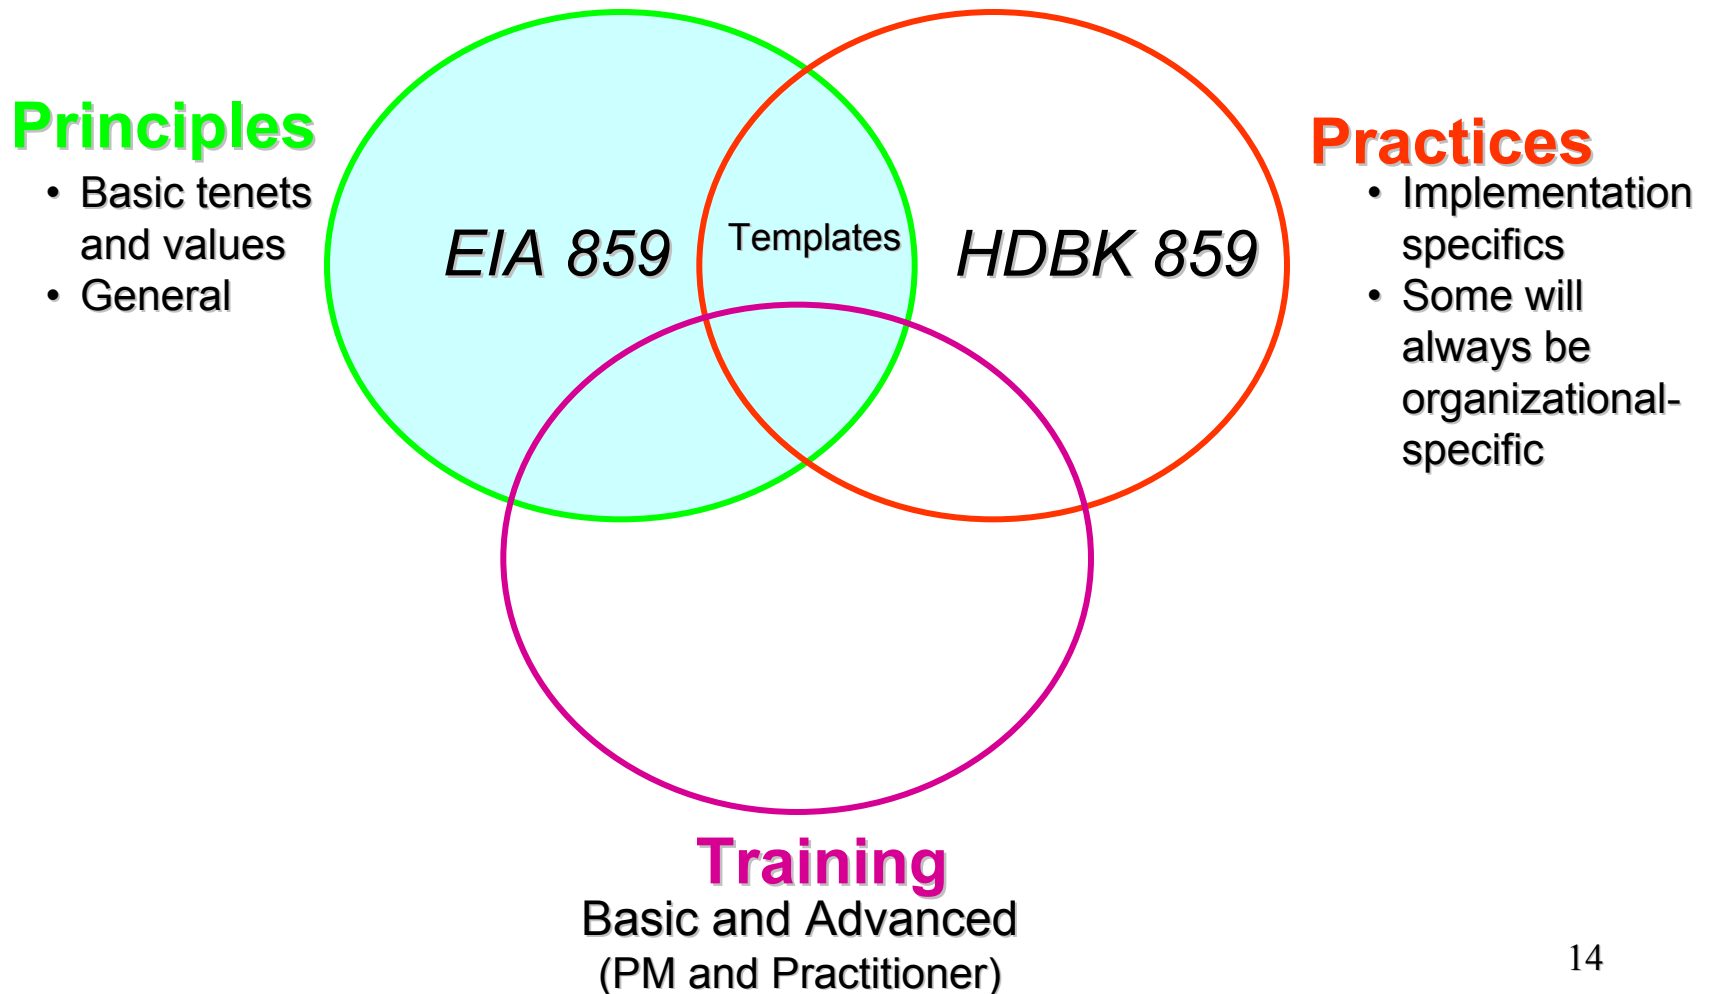 Principles
• Basic tenets
and values
• General
EIA 859
Templates
HDBK 859
Practices
• Implementation
specifics
• Some will
always be
organizational-
specific
Training
Basic and Advanced
(PM and Practitioner)
14